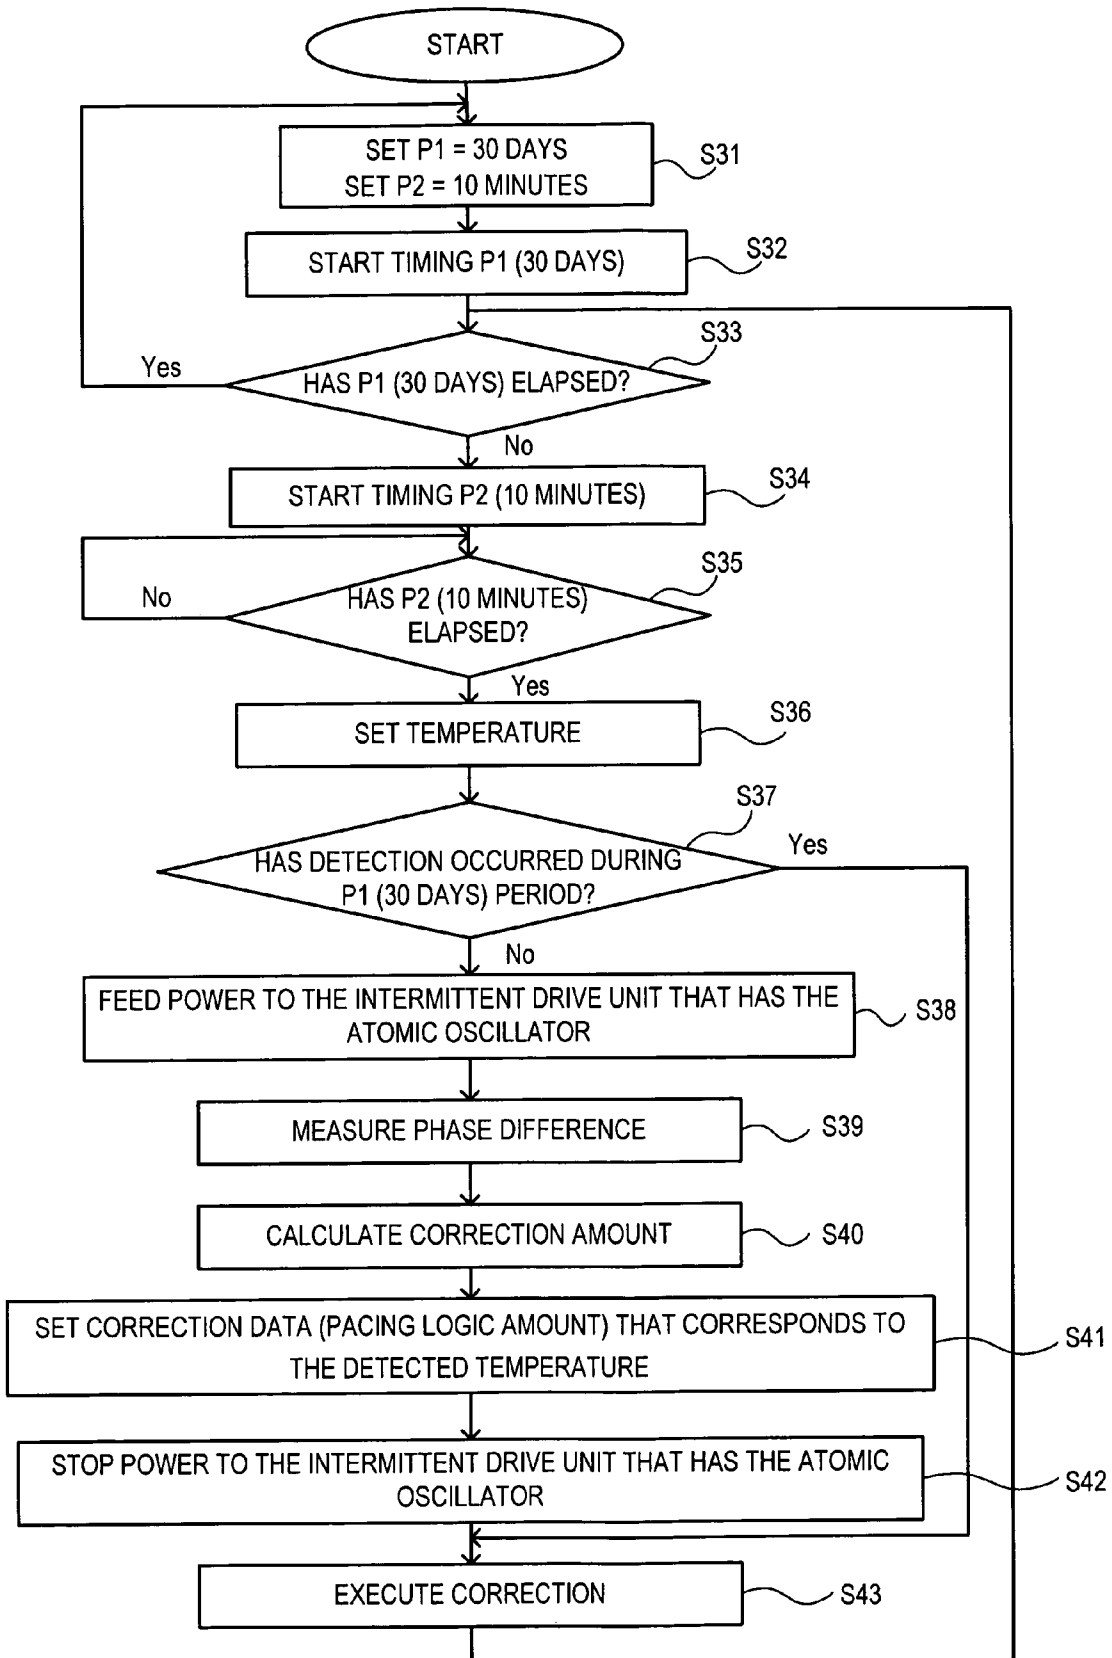 START
SET P1 = 30 DAYS
SET P2 = 10 MINUTES
S31
START TIMING P1 (30 DAYS)
S32
HAS P1 (30 DAYS) ELAPSED?
S33
Yes
No
START TIMING P2 (10 MINUTES)
S34
HAS P2 (10 MINUTES)
ELAPSED?
S35
No
Yes
SET TEMPERATURE
S36
HAS DETECTION OCCURRED DURING
P1 (30 DAYS) PERIOD?
S37
Yes
No
FEED POWER TO THE INTERMITTENT DRIVE UNIT THAT HAS THE
ATOMIC OSCILLATOR
S38
MEASURE PHASE DIFFERENCE
S39
CALCULATE CORRECTION AMOUNT
S40
SET CORRECTION DATA (PACING LOGIC AMOUNT) THAT CORRESPONDS TO
THE DETECTED TEMPERATURE
S41
STOP POWER TO THE INTERMITTENT DRIVE UNIT THAT HAS THE ATOMIC
OSCILLATOR
S42
EXECUTE CORRECTION
S43